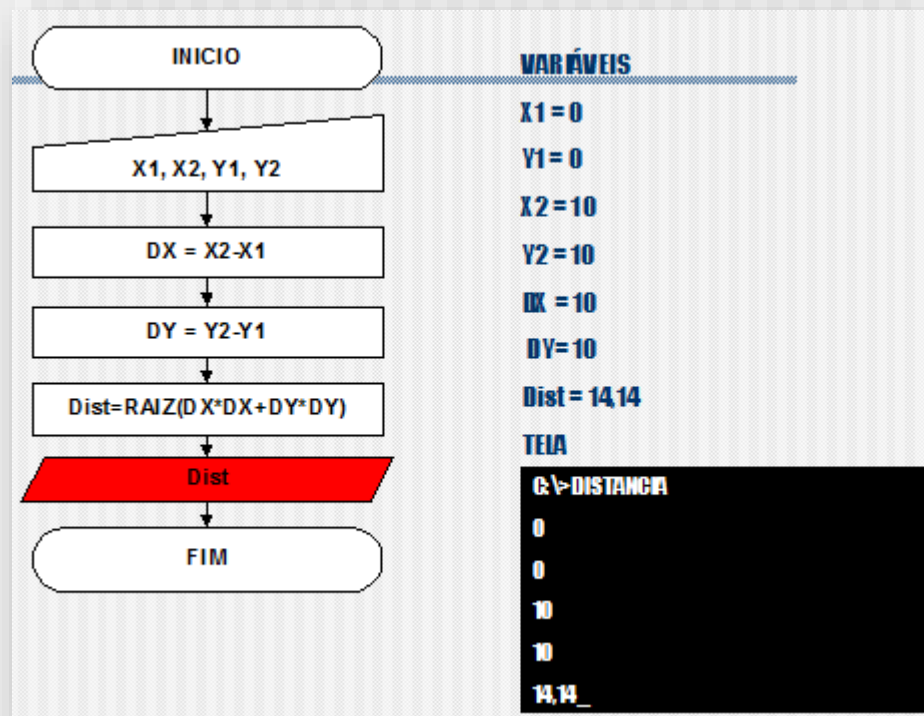 INICIO
X1, X2, Y1, Y2
DX = X2-X1
DY = Y2-Y1
Dist=RAIZ(DX*DX+DY*DY)
Dist
FIM
VARIÁVEIS
X1 = 0
Y1 = 0
X2 = 10
Y2 = 10
DX = 10
DY= 10
Dist = 14,14
TELA
C:\>DISTANCIA
0
0
10
10
14,14_